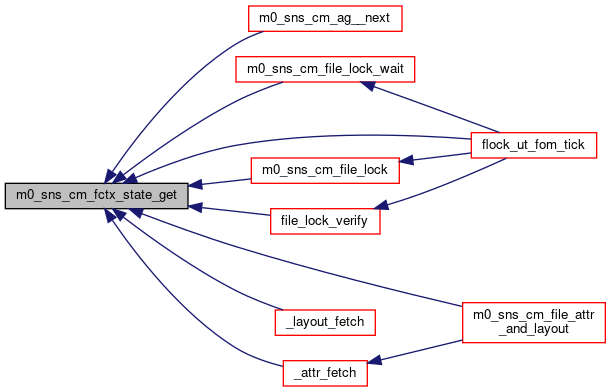 m0_sns_cm_ag__next
m0_sns_cm_file_lock_wait
flock_ut_fom_tick
m0_sns_cm_file_lock
m0_sns_cm_fctx_state_get
file_lock_verify
_layout_fetch
m0_sns_cm_file_attr
_and_layout
_attr_fetch